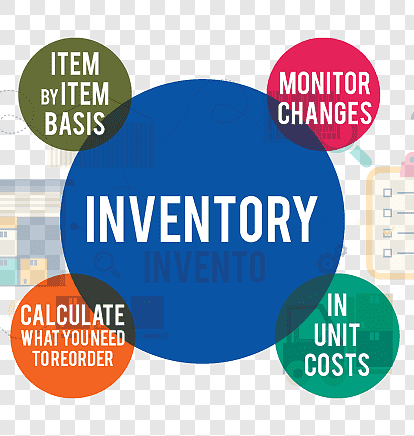 ITEM
BY ITEM
BASIS
MONITOR
CHANGES
INVENTORY
INVENTO
CALCULATE
WHAT YOU NEED
TO REORDER
IN
UNIT
COSTS